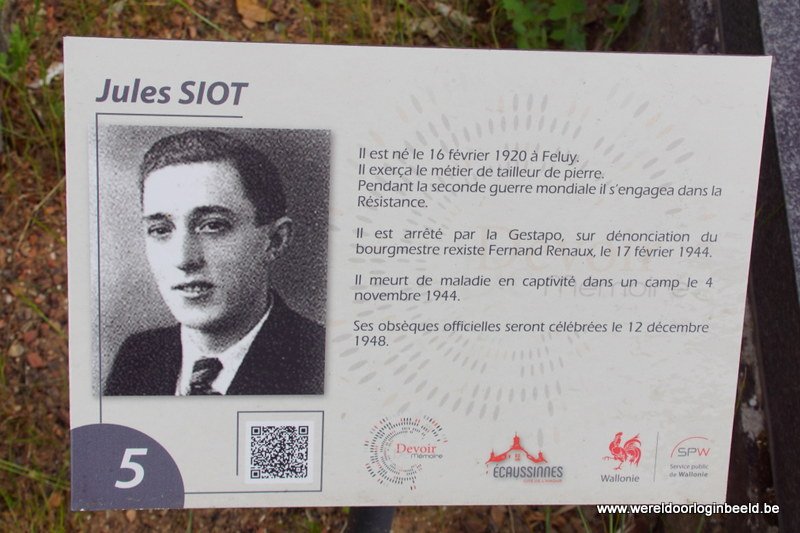 Jules SIOT
Il est né le 16 février 1920 à Feluy.
Il exerça le métier de tailleur de pierre.
Pendant la seconde guerre mondiale il s'engagea dans la
Résistance.
Il est arrêté par la Gestapo, sur dénonciation du
bourgmestre rexiste Fernand Renaux, le 17 février 1944.
Il meurt de maladie en captivité dans un camp le 4
novembre 1944.
Ses obsèques officielles seront célébrées le 12 décembre
1948.
5
Devoir
Mémoire
ÉCAUSSINNES
CITÉ DE L'AMOUR
Wallonie
SPW
Service public
de Wallonie
www.wereldoorloginbeeld.be